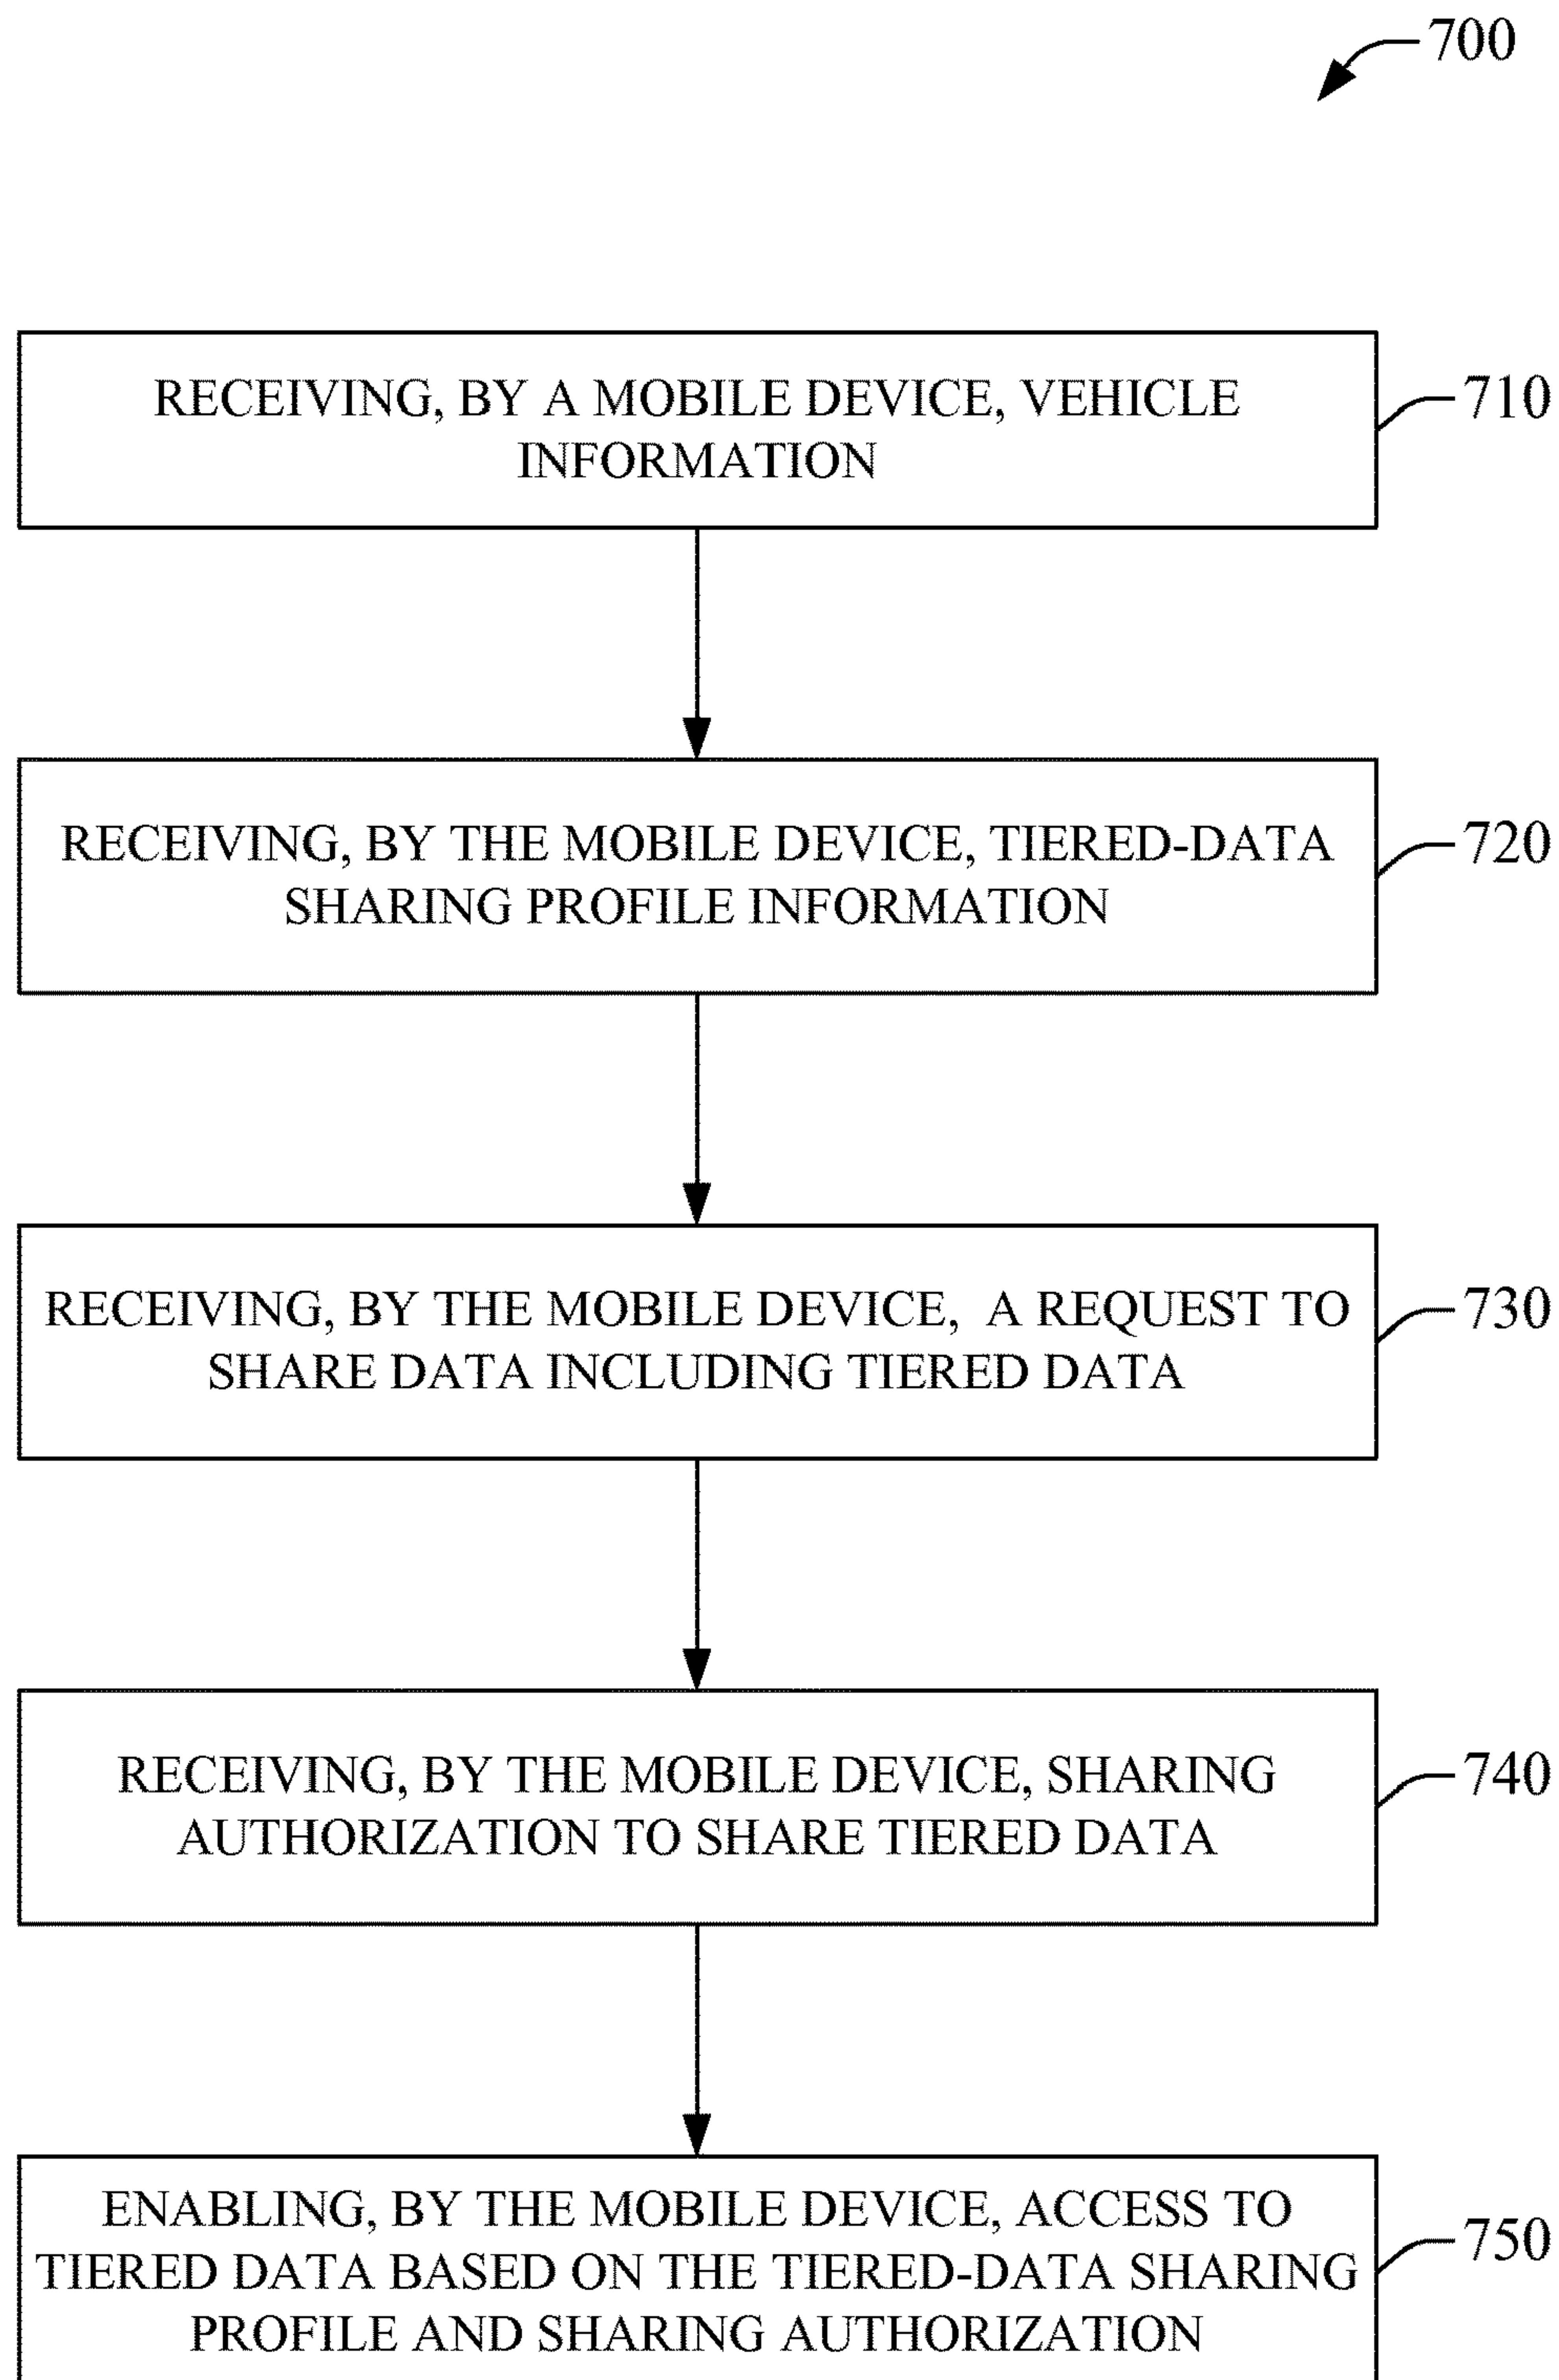 700
RECEIVING, BY A MOBILE DEVICE, VEHICLE
INFORMATION
710
RECEIVING, BY THE MOBILE DEVICE, TIERED-DATA
SHARING PROFILE INFORMATION
720
RECEIVING, BY THE MOBILE DEVICE, A REQUEST TO
SHARE DATA INCLUDING TIERED DATA
730
RECEIVING, BY THE MOBILE DEVICE, SHARING
AUTHORIZATION TO SHARE TIERED DATA
740
ENABLING, BY THE MOBILE DEVICE, ACCESS TO
TIERED DATA BASED ON THE TIERED-DATA SHARING
PROFILE AND SHARING AUTHORIZATION
750